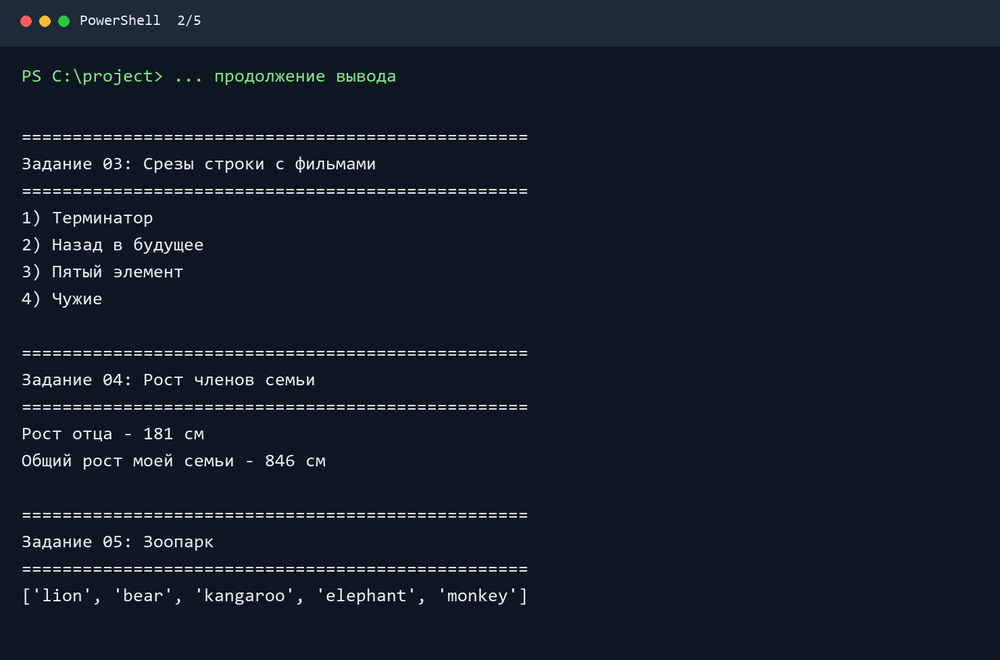 PowerShell  2/5
PS C:\project> ... продолжение вывода
==================================================
Задание 03: Срезы строки с фильмами
==================================================
1) Терминатор
2) Назад в будущее
3) Пятый элемент
4) Чужие
==================================================
Задание 04: Рост членов семьи
==================================================
Рост отца - 181 см
Общий рост моей семьи - 846 см
==================================================
Задание 05: Зоопарк
==================================================
['lion', 'bear', 'kangaroo', 'elephant', 'monkey']